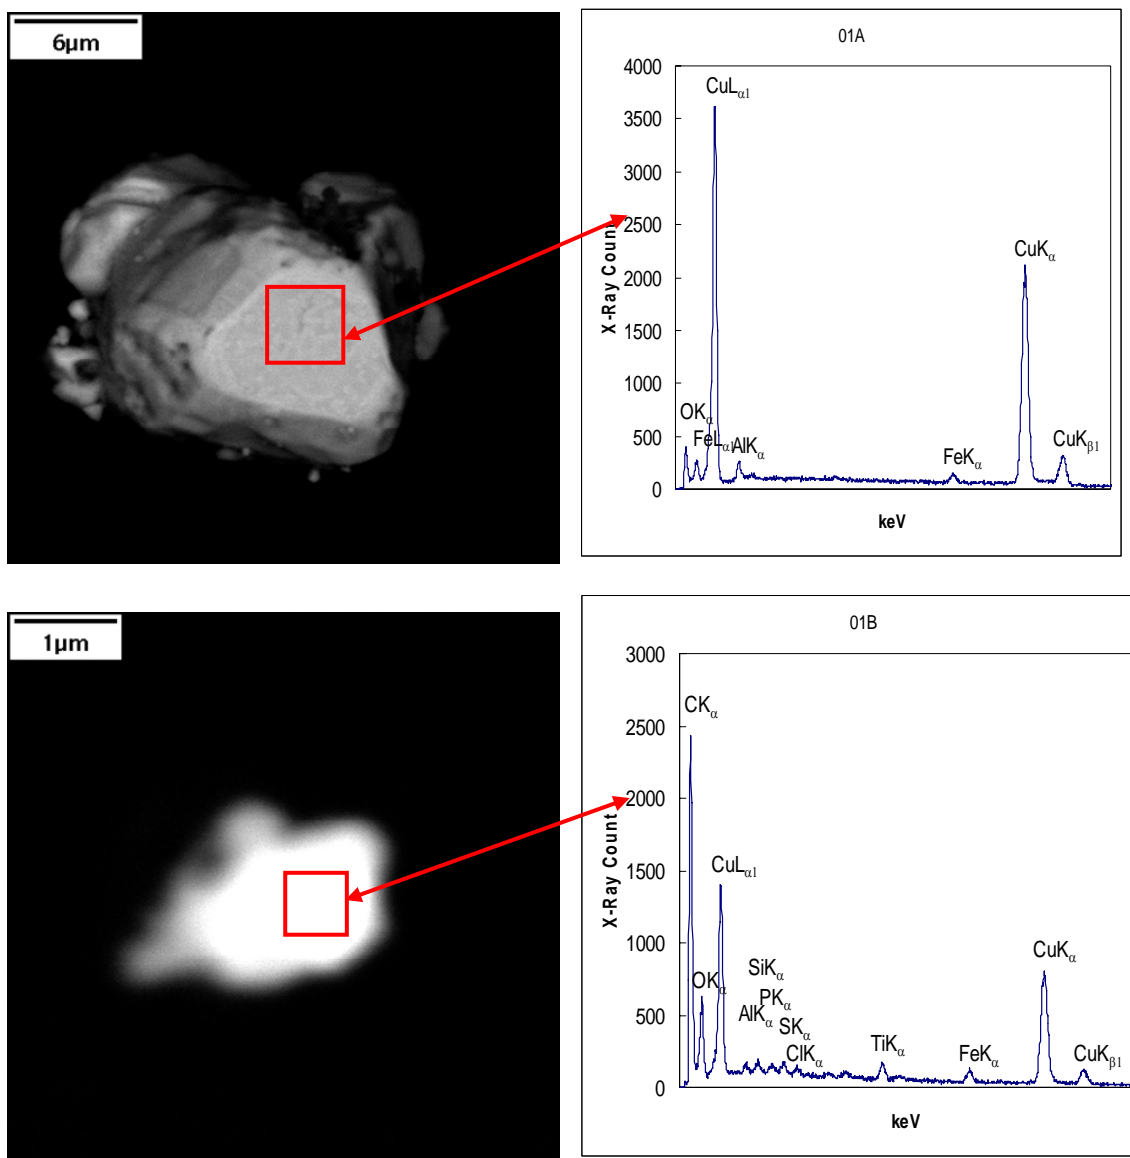 6µm
01A
4000
3500
3000
2500
2000
1500
1000
500
0
X-Ray Count
CuLα1
OKα
FeLα1
AlKα
FeKα
CuKα
CuKβ1
keV
1µm
01B
3000
2500
2000
1500
1000
500
0
X-Ray Count
CKα
CuLα1
OKα
SiKα
PKα
AlKα
SKα
ClKα
TiKα
FeKα
CuKα
CuKβ1
keV